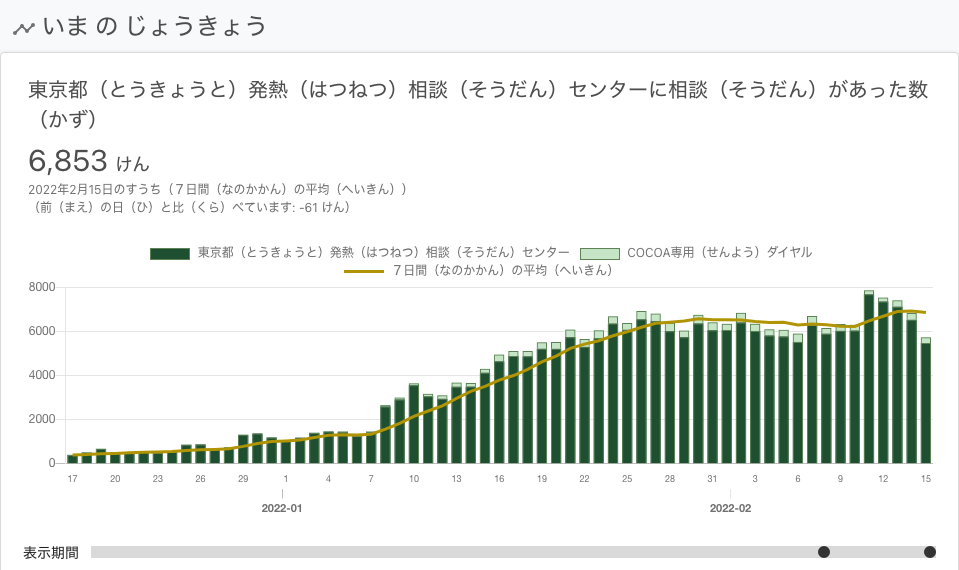 いま の じょうきょう
東京都（とうきょうと）発熱（はつねつ）相談（そうだん）センターに相談（そうだん）があった数
（かず）
6,853 けん
2022年2月15日のすうち（７日間（なのかかん）の平均（へいきん））
（前（まえ）の日（ひ）と比（くら）べています: -61 けん）
東京都（とうきょうと）発熱（はつねつ）相談（そうだん）センター COCOA専用（せんよう）ダイヤル
７日間（なのかかん）の平均（へいきん）
8000
6000
4000
2000
0
17 20 23 26 29 1 4 7 10 13 16 19 22 25 28 31 3 6 9 12 15
2022-01 2022-02
表示期間